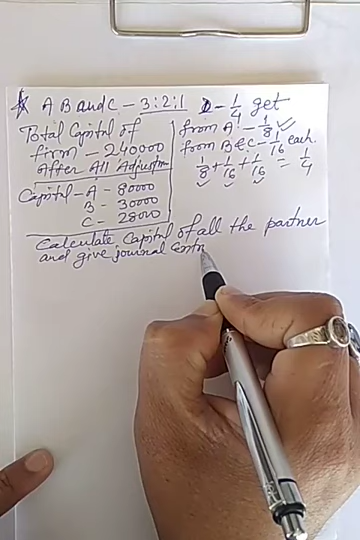 A B and C - 3:2:1 D - 1/4 get
from A - 1/8
from B & C - 1/16 each.
1/8 + 1/16 + 1/16 = 1/4
Total Capital of
firm - 240000
After All Adjustm
Capital - A - 80000
B - 30000
C = 28000
Calculate Capital of all the partner
and give journal Entry